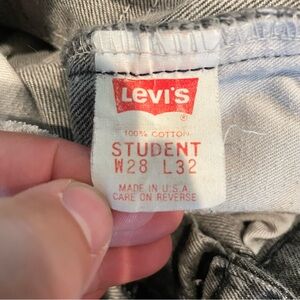 LEVI'S
®
100% COTTON
STUDENT
W28 L32
MADE IN U.S.A
CARE ON REVERSE